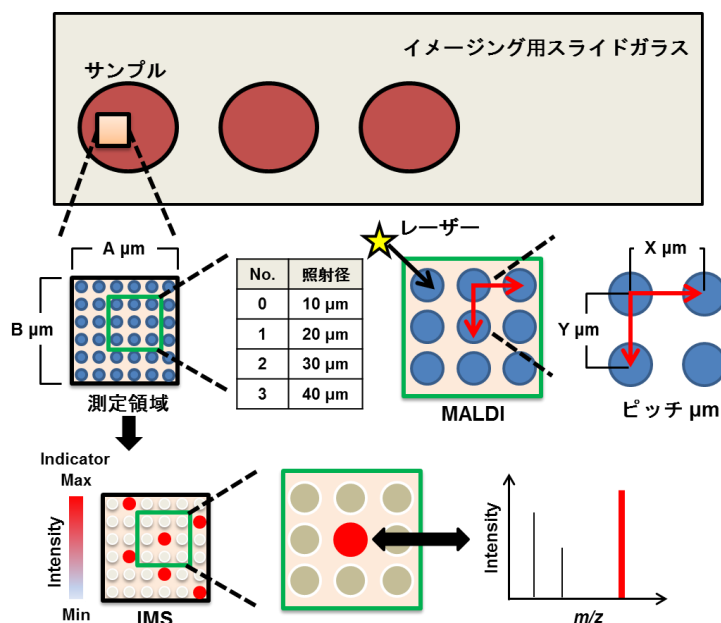 イメージング用スライドガラス
サンプル
A µm
B µm
測定領域
No. 照射径
0 10 µm
1 20 µm
2 30 µm
3 40 µm
レーザー
MALDI
X µm
Y µm
ピッチ µm
Indicator
Max
Intensity
Min
IMS
Intensity
m/z